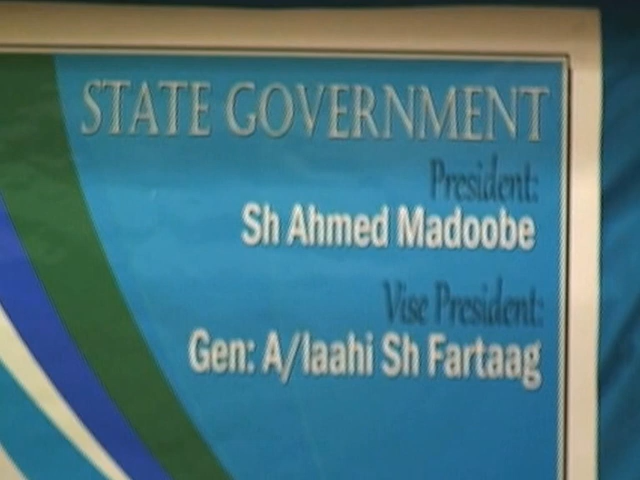 STATE GOVERNMENT
President:
Sh Ahmed Madoobe
Vise President:
Gen: A/laahi Sh Fartaag